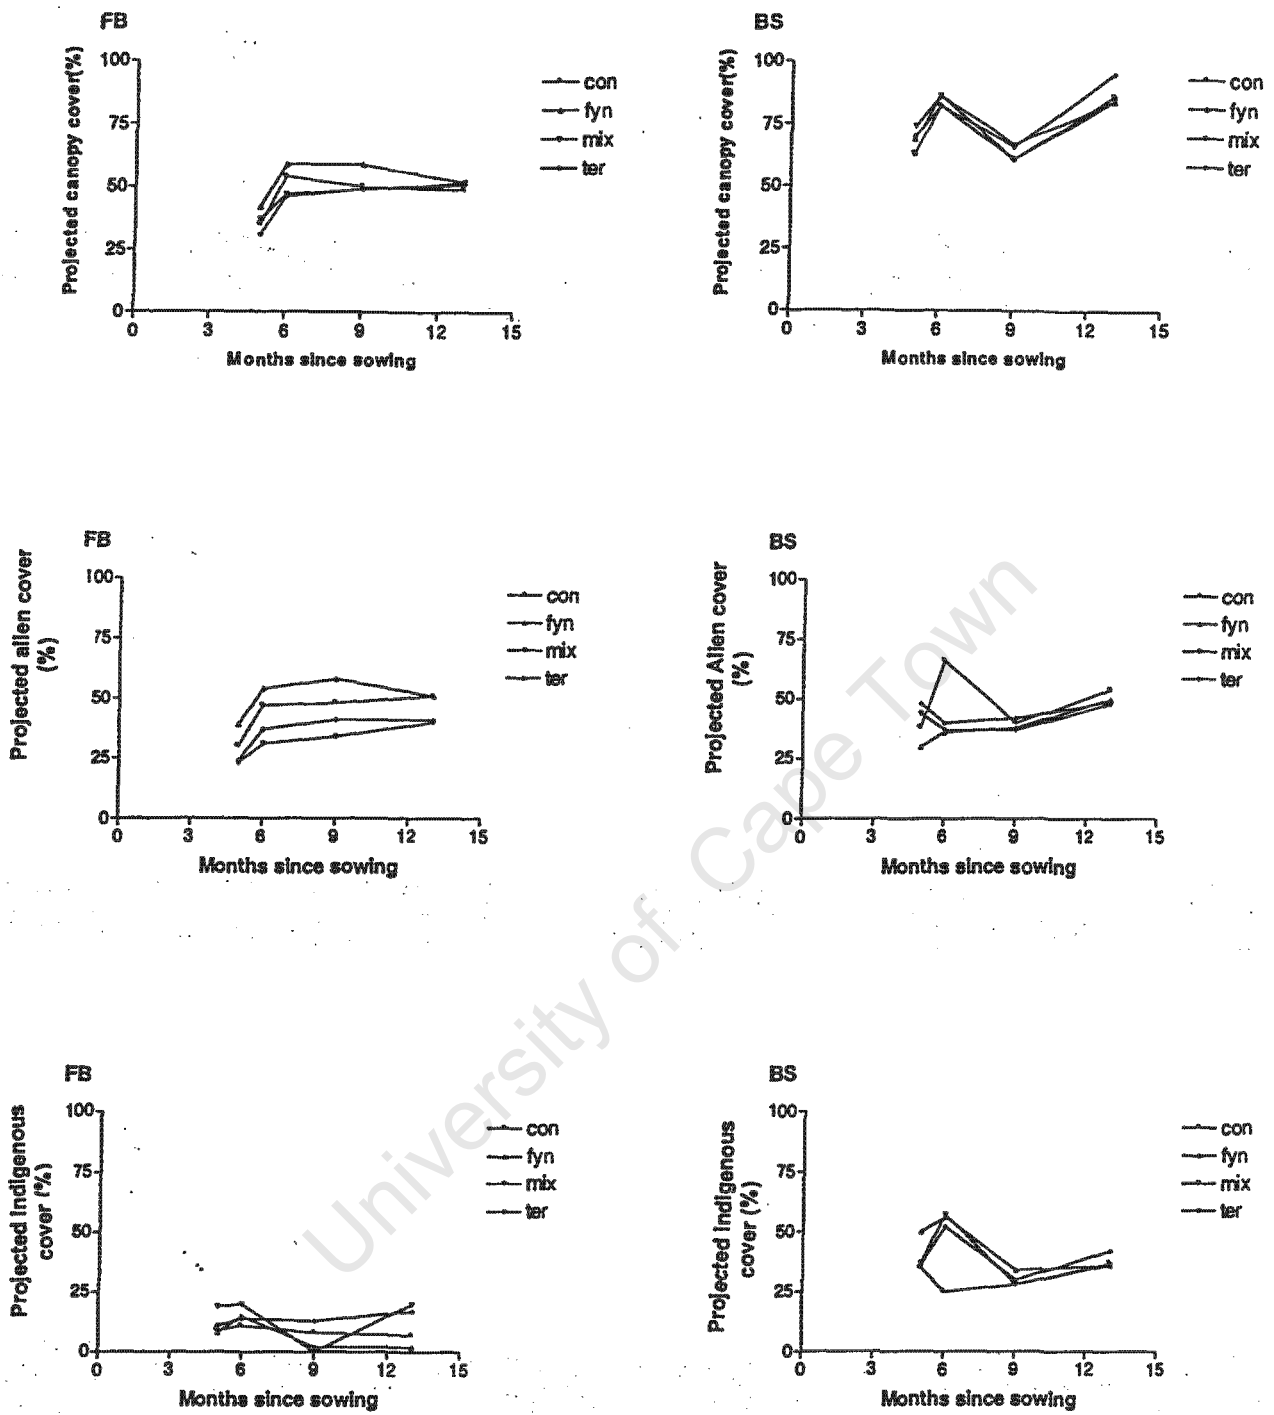 FB
Projected canopy cover(%)
100
75
50
25
0
0 3 6 9 12 15
Months since sowing
con
fyn
mix
ter
BS
Projected canopy cover(%)
100
75
50
25
0
0 3 6 9 12 15
Months since sowing
con
fyn
mix
ter
FB
Projected alien cover
(%)
100
75
50
25
0
0 3 6 9 12 15
Months since sowing
con
fyn
mix
ter
BS
Projected Alien cover
(%)
100
75
50
25
0
0 3 6 9 12 15
Months since sowing
con
fyn
mix
ter
FB
Projected Indigenous
cover (%)
100
75
50
25
0
0 3 6 9 12 15
Months since sowing
con
fyn
mix
ter
BS
Projected Indigenous
cover (%)
100
75
50
25
0
0 3 6 9 12 15
Months since sowing
con
fyn
mix
ter
University of Cape Town